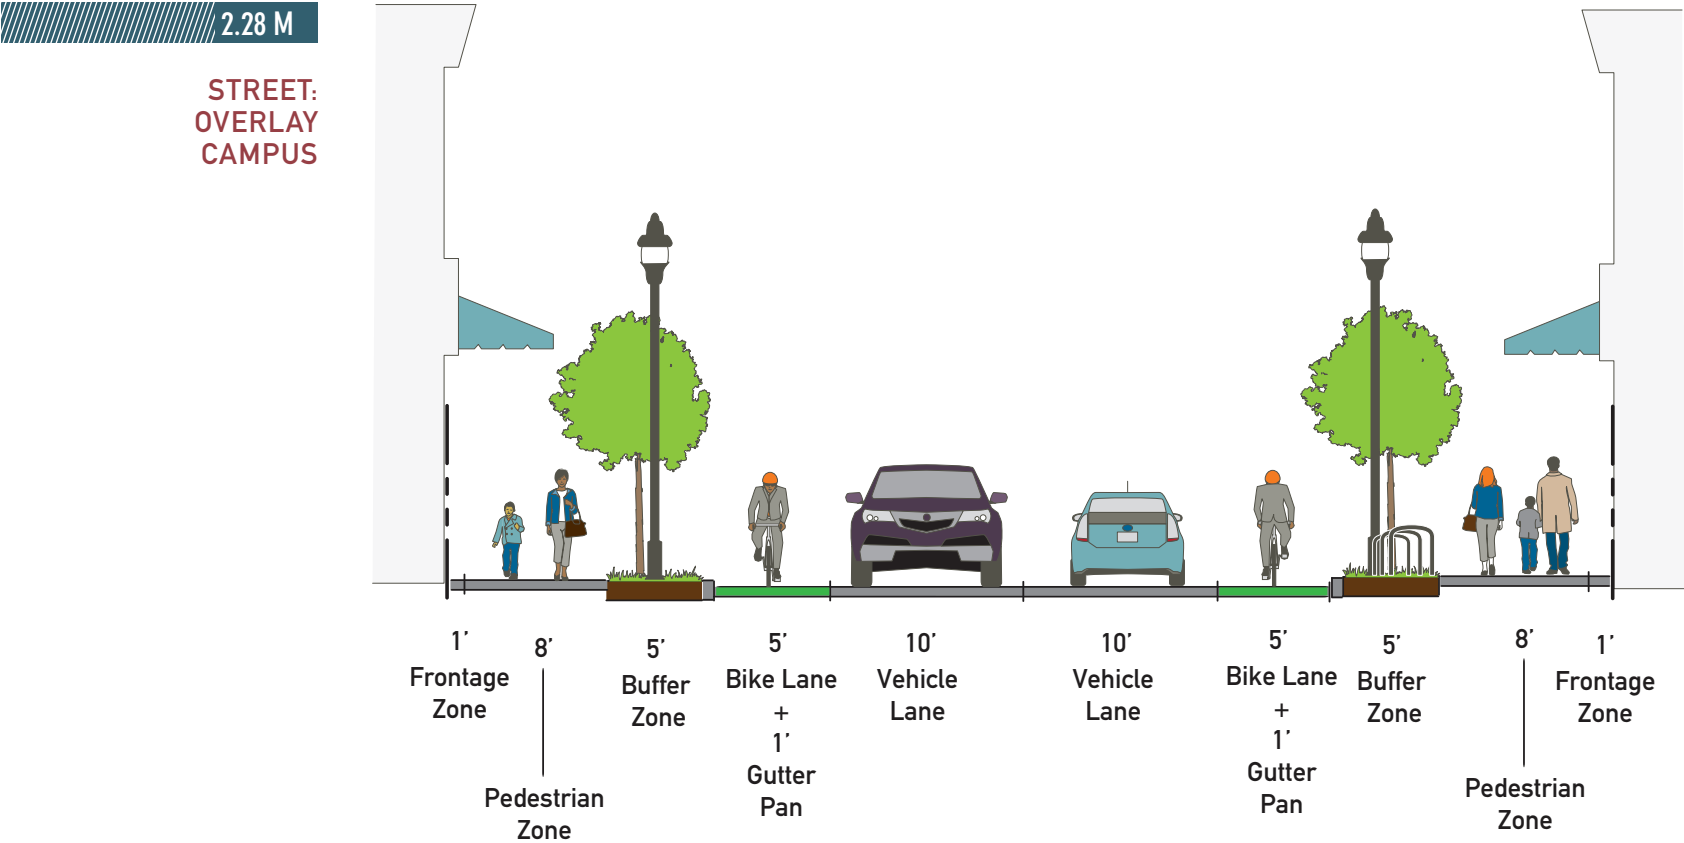 2.28 M
STREET:
OVERLAY
CAMPUS
1’
Frontage
Zone
8’
Pedestrian
Zone
5’
Buffer
Zone
5’
Bike Lane
+
1’
Gutter
Pan
10’
Vehicle
Lane
10’
Vehicle
Lane
5’
Bike Lane
+
1’
Gutter
Pan
5’
Buffer
Zone
8’
Pedestrian
Zone
1’
Frontage
Zone